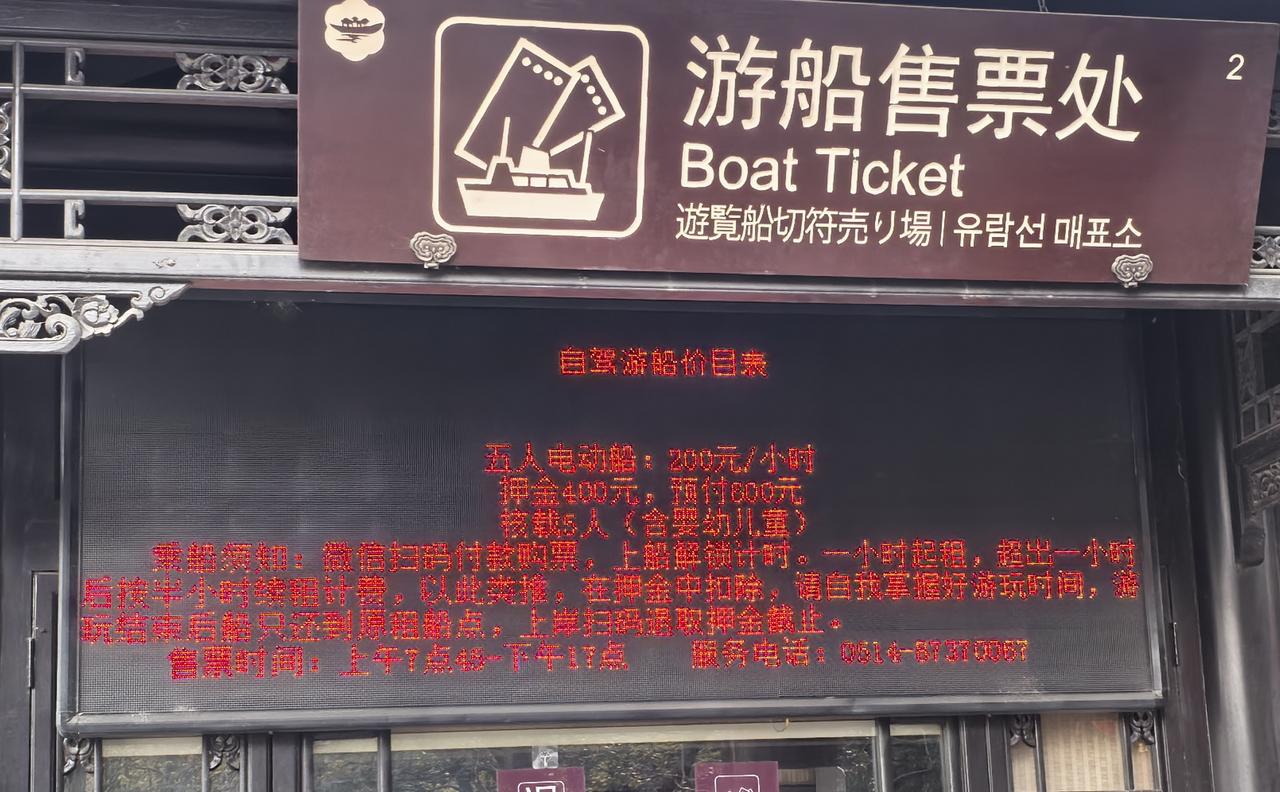 游船售票处
2
Boat Ticket
遊覧船切符売り場|유람선 매표소
自驾游船价目表
五人电动船：200元/小时
押金400元，预付600元
核载5人（含婴幼儿童）
乘船须知：微信扫码付款购票，上船解锁计时。一小时起租，超出一小时
后按半小时续租计费，以此类推，在押金中扣除，请自我掌握好游玩时间，游
玩结束后船只还到原租船点，上岸扫码退取押金截止。
售票时间：上午7点45-下午17点 服务电话：0514-87370067